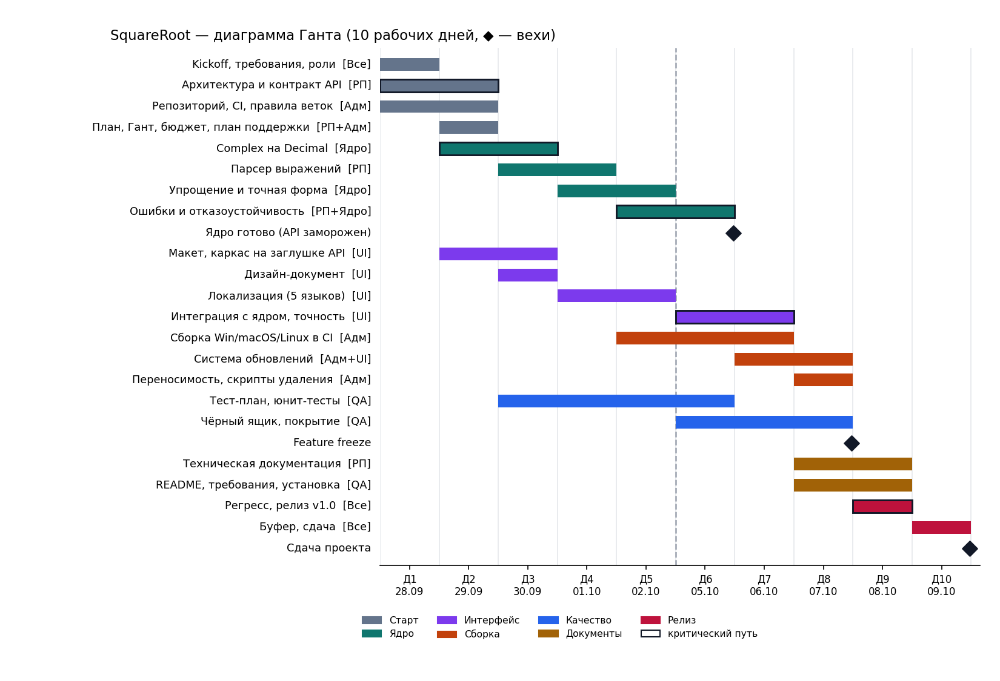 SquareRoot — диаграмма Ганта (10 рабочих дней, ◆ — вехи)
Kickoff, требования, роли [Все]
Архитектура и контракт API [РП]
Репозиторий, CI, правила веток [Адм]
План, Гант, бюджет, план поддержки [РП+Адм]
Complex на Decimal [Ядро]
Парсер выражений [РП]
Упрощение и точная форма [Ядро]
Ошибки и отказоустойчивость [РП+Ядро]
Ядро готово (API заморожен)
Макет, каркас на заглушке API [UI]
Дизайн-документ [UI]
Локализация (5 языков) [UI]
Интеграция с ядром, точность [UI]
Сборка Win/macOS/Linux в CI [Адм]
Система обновлений [Адм+UI]
Переносимость, скрипты удаления [Адм]
Тест-план, юнит-тесты [QA]
Чёрный ящик, покрытие [QA]
Feature freeze
Техническая документация [РП]
README, требования, установка [QA]
Регресс, релиз v1.0 [Все]
Буфер, сдача [Все]
Сдача проекта
Д1 Д2 Д3 Д4 Д5 Д6 Д7 Д8 Д9 Д10
28.09 29.09 30.09 01.10 02.10 05.10 06.10 07.10 08.10 09.10
Старт Интерфейс Качество Релиз
Ядро Сборка Документы критический путь